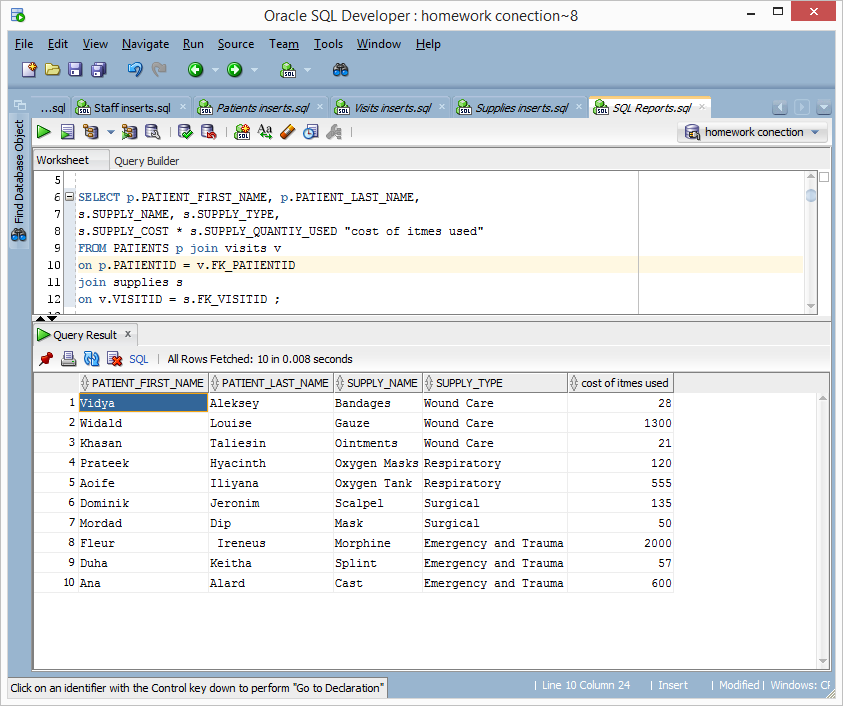 Oracle SQL Developer : homework conection~8
File Edit View Navigate Run Source Team Tools Window Help
...sql Staff inserts.sql Patients inserts.sql Visits inserts.sql Supplies inserts.sql SQL Reports.sql
homework conection
Find Database Object
Worksheet Query Builder
5
6 SELECT p.PATIENT_FIRST_NAME, p.PATIENT_LAST_NAME,
7 s.SUPPLY_NAME, s.SUPPLY_TYPE,
8 s.SUPPLY_COST * s.SUPPLY_QUANTIY_USED "cost of itmes used"
9 FROM PATIENTS p join visits v
10 on p.PATIENTID = v.FK_PATIENTID
11 join supplies s
12 on v.VISITID = s.FK_VISITID ;
Query Result x
SQL | All Rows Fetched: 10 in 0.008 seconds
PATIENT_FIRST_NAME PATIENT_LAST_NAME SUPPLY_NAME SUPPLY_TYPE cost of itmes used
1 Vidya Aleksey Bandages Wound Care 28
2 Widald Louise Gauze Wound Care 1300
3 Khasan Taliesin Ointments Wound Care 21
4 Prateek Hyacinth Oxygen Masks Respiratory 120
5 Aoife Iliyana Oxygen Tank Respiratory 555
6 Dominik Jeronim Scalpel Surgical 135
7 Mordad Dip Mask Surgical 50
8 Fleur Ireneus Morphine Emergency and Trauma 2000
9 Duha Keitha Splint Emergency and Trauma 57
10 Ana Alard Cast Emergency and Trauma 600
Click on an identifier with the Control key down to perform "Go to Declaration" | Line 10 Column 24 | Insert | Modified | Windows: